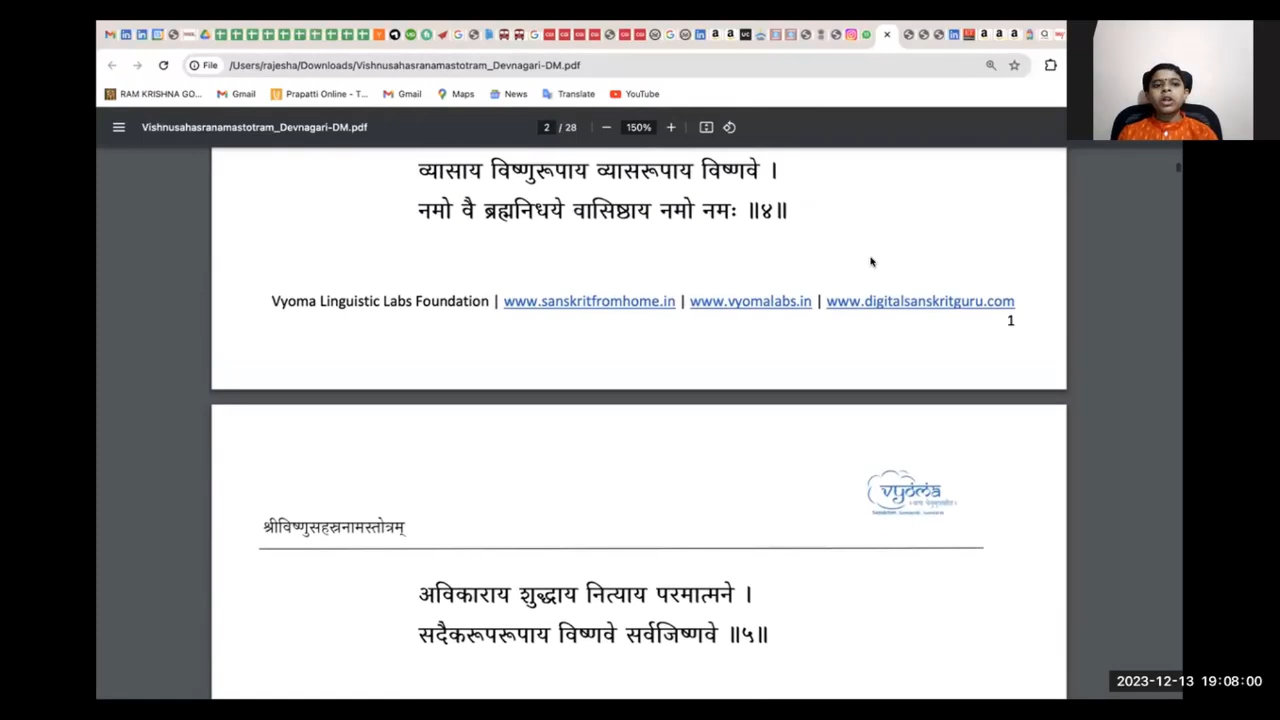 File /Users/rajesha/Downloads/Vishnusahasranamastotram_Devnagari-DM.pdf
RAM KRISHNA GO... Gmail Prapatti Online - T... Gmail Maps News Translate YouTube
Vishnusahasranamastotram_Devnagari-DM.pdf 2 / 28 150%
व्यासाय विष्णुरूपाय व्यासरूपाय विष्णवे ।
नमो वै ब्रह्मनिधये वासिष्ठाय नमो नमः ॥४॥
Vyoma Linguistic Labs Foundation | www.sanskritfromhome.in | www.vyomalabs.in | www.digitalsanskritguru.com
1
vyoma
श्रीविष्णुसहस्रनामस्तोत्रम्
अविकाराय शुद्धाय नित्याय परमात्मने ।
सदैकरूपरूपाय विष्णवे सर्वजिष्णवे ॥५॥
2023-12-13 19:08:00